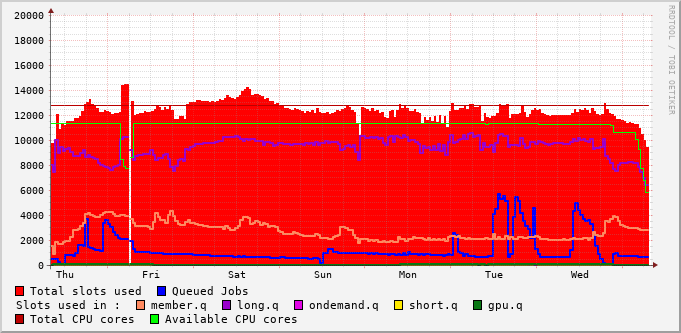 20000
18000
16000
14000
12000
10000
8000
6000
4000
2000
0
Thu Fri Sat Sun Mon Tue Wed
RRDTOOL / TOBI OETIKER
Total slots used Queued Jobs
Slots used in : member.q long.q ondemand.q short.q gpu.q
Total CPU cores Available CPU cores